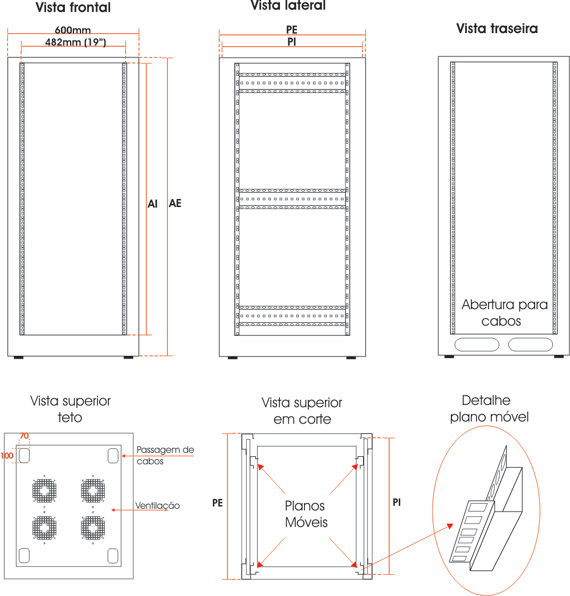 Vista frontal
600mm
482mm (19")
AI
AE
Vista lateral
PE
PI
Vista traseira
Abertura para
cabos
Vista superior
teto
70
100
Passagem de
cabos
Ventilação
Vista superior
em corte
PE
Planos
Móveis
PI
Detalhe
plano móvel